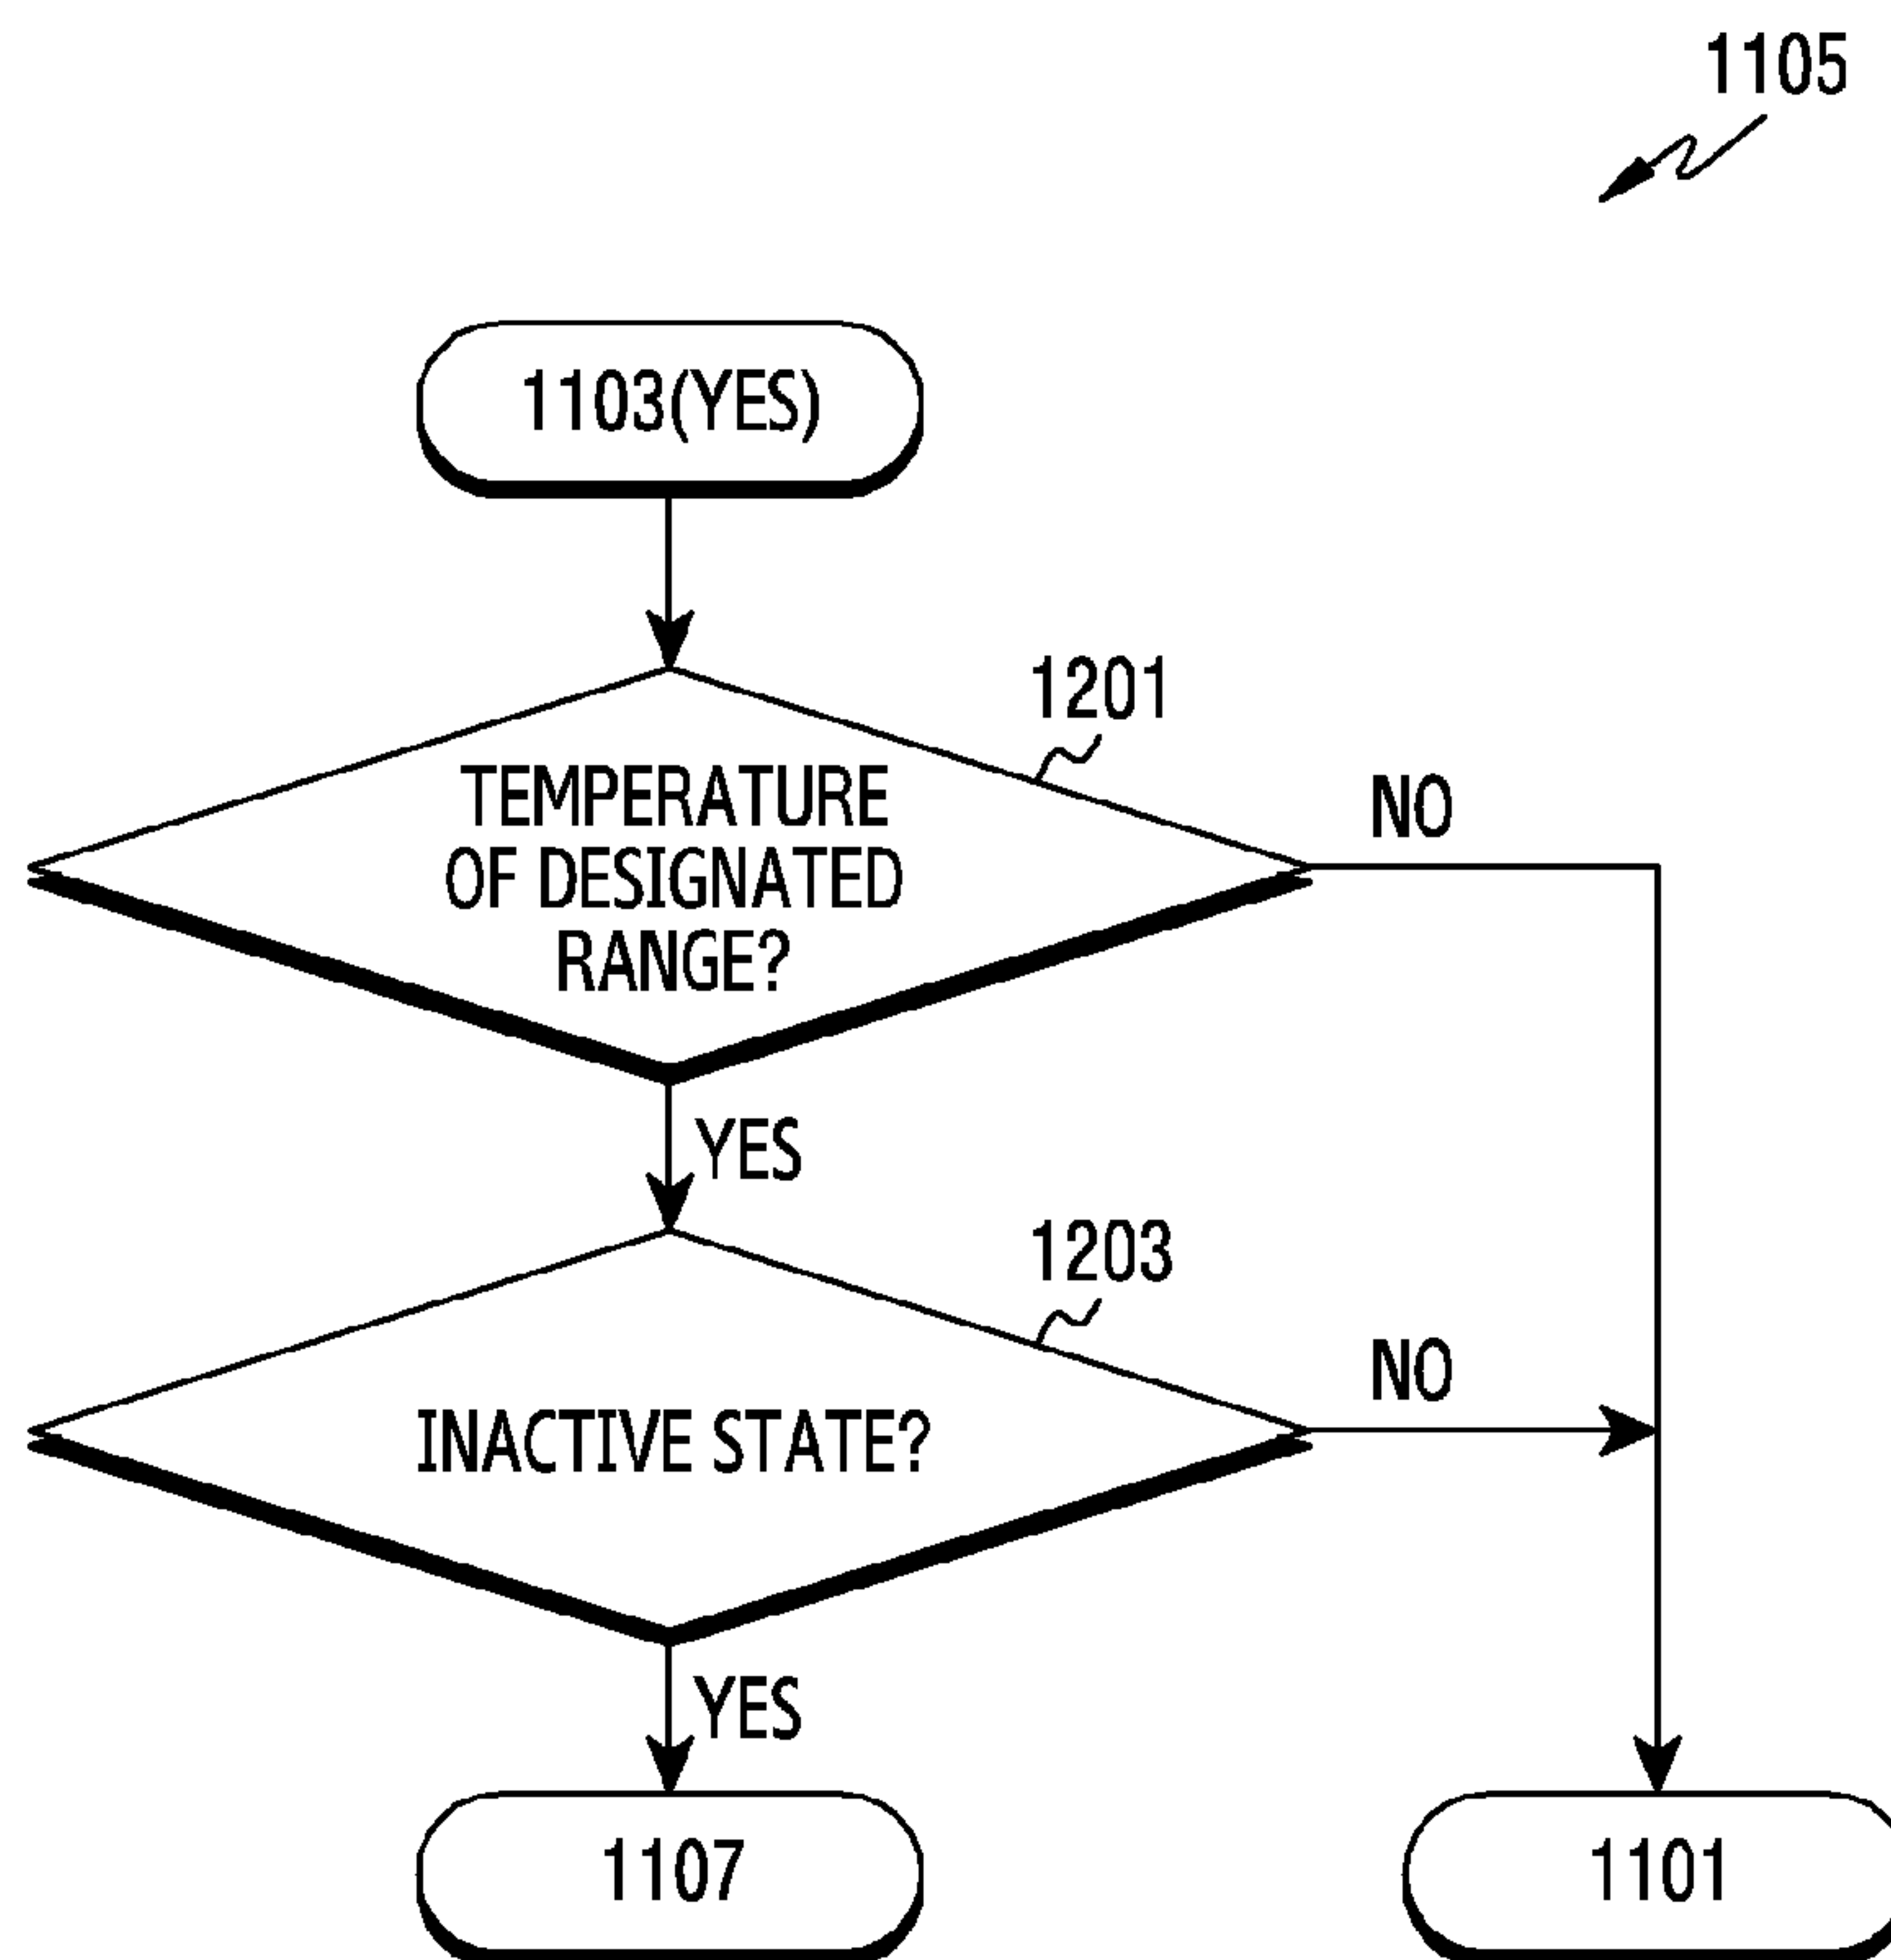 1105
1103(YES)
1201
TEMPERATURE
OF DESIGNATED
RANGE?
NO
YES
1203
INACTIVE STATE?
NO
YES
1107
1101